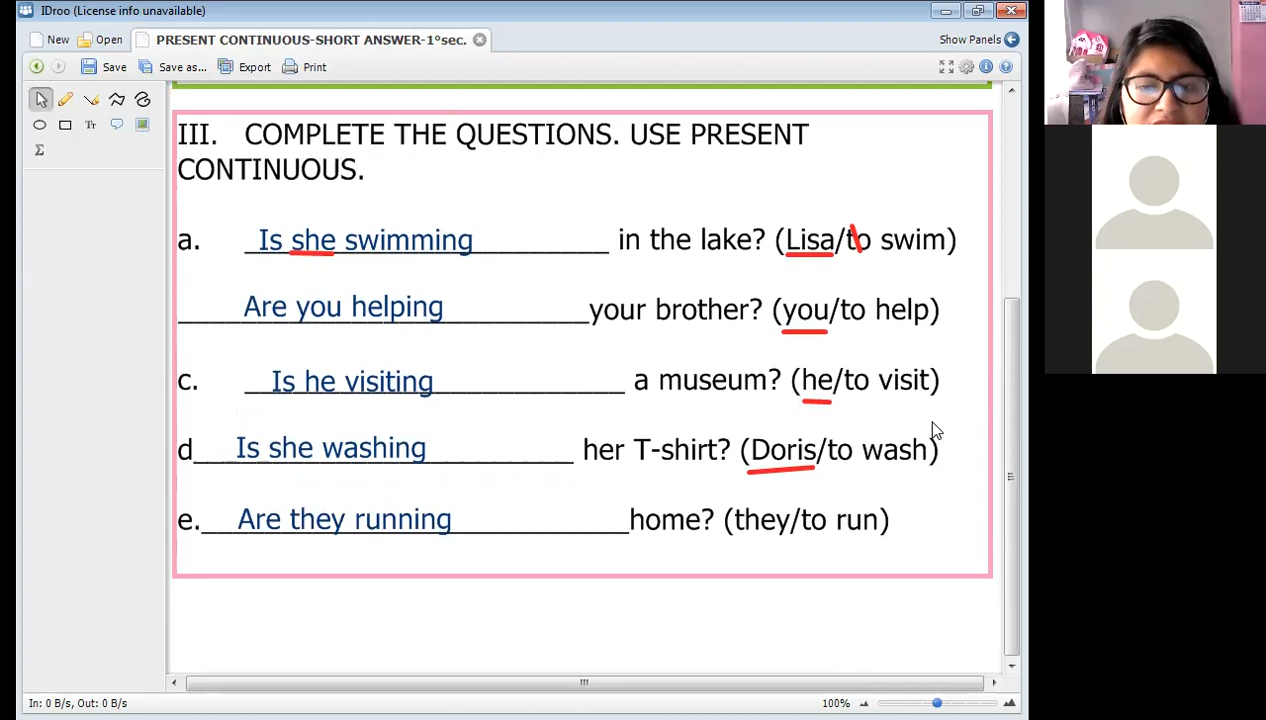 IDroo (License info unavailable)
New Open PRESENT CONTINUOUS-SHORT ANSWER-1°sec. Show Panels
Save Save as... Export Print
III. COMPLETE THE QUESTIONS. USE PRESENT
CONTINUOUS.
a. Is she swimming in the lake? (Lisa/to swim)
Are you helping your brother? (you/to help)
c. Is he visiting a museum? (he/to visit)
d Is she washing her T-shirt? (Doris/to wash)
e. Are they running home? (they/to run)
In: 0 B/s, Out: 0 B/s 100%